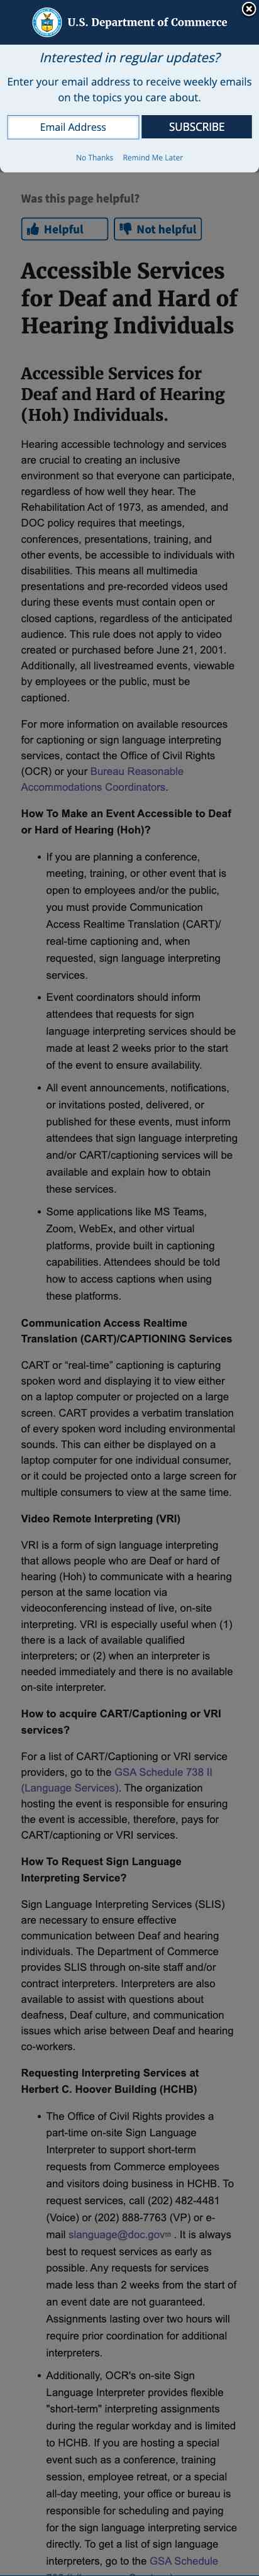 U.S. Department of Commerce
Interested in regular updates?
Enter your email address to receive weekly emails
on the topics you care about.
Email Address
SUBSCRIBE
No Thanks Remind Me Later
Was this page helpful?
Helpful
Not helpful
Accessible Services
for Deaf and Hard of
Hearing Individuals
Accessible Services for
Deaf and Hard of Hearing
(Hoh) Individuals.
Hearing accessible technology and services
are crucial to creating an inclusive
environment so that everyone can participate,
regardless of how well they hear. The
Rehabilitation Act of 1973, as amended, and
DOC policy requires that meetings,
conferences, presentations, training, and
other events, be accessible to individuals with
disabilities. This means all multimedia
presentations and pre-recorded videos used
during these events must contain open or
closed captions, regardless of the anticipated
audience. This rule does not apply to video
created or purchased before June 21, 2001.
Additionally, all livestreamed events, viewable
by employees or the public, must be
captioned.
For more information on available resources
for captioning or sign language interpreting
services, contact the Office of Civil Rights
(OCR) or your Bureau Reasonable
Accommodations Coordinators.
How To Make an Event Accessible to Deaf
or Hard of Hearing (Hoh)?
• If you are planning a conference,
meeting, training, or other event that is
open to employees and/or the public,
you must provide Communication
Access Realtime Translation (CART)/
real-time captioning and, when
requested, sign language interpreting
services.
• Event coordinators should inform
attendees that requests for sign
language interpreting services should be
made at least 2 weeks prior to the start
of the event to ensure availability.
• All event announcements, notifications,
or invitations posted, delivered, or
published for these events, must inform
attendees that sign language interpreting
and/or CART/captioning services will be
available and explain how to obtain
these services.
• Some applications like MS Teams,
Zoom, WebEx, and other virtual
platforms, provide built in captioning
capabilities. Attendees should be told
how to access captions when using
these platforms.
Communication Access Realtime
Translation (CART)/CAPTIONING Services
CART or “real-time” captioning is capturing
spoken word and displaying it to view either
on a laptop computer or projected on a large
screen. CART provides a verbatim translation
of every spoken word including environmental
sounds. This can either be displayed on a
laptop computer for one individual consumer,
or it could be projected onto a large screen for
multiple consumers to view at the same time.
Video Remote Interpreting (VRI)
VRI is a form of sign language interpreting
that allows people who are Deaf or hard of
hearing (Hoh) to communicate with a hearing
person at the same location via
videoconferencing instead of live, on-site
interpreting. VRI is especially useful when (1)
there is a lack of available qualified
interpreters; or (2) when an interpreter is
needed immediately and there is no available
on-site interpreter.
How to acquire CART/Captioning or VRI
services?
For a list of CART/Captioning or VRI service
providers, go to the GSA Schedule 738 II
(Language Services). The organization
hosting the event is responsible for ensuring
the event is accessible, therefore, pays for
CART/captioning or VRI services.
How To Request Sign Language
Interpreting Service?
Sign Language Interpreting Services (SLIS)
are necessary to ensure effective
communication between Deaf and hearing
individuals. The Department of Commerce
provides SLIS through on-site staff and/or
contract interpreters. Interpreters are also
available to assist with questions about
deafness, Deaf culture, and communication
issues which arise between Deaf and hearing
co-workers.
Requesting Interpreting Services at
Herbert C. Hoover Building (HCHB)
• The Office of Civil Rights provides a
part-time on-site Sign Language
Interpreter to support short-term
requests from Commerce employees
and visitors doing business in HCHB. To
request services, call (202) 482-4481
(Voice) or (202) 888-7763 (VP) or e-
mail slanguage@doc.gov . It is always
best to request services as early as
possible. Any requests for services
made less than 2 weeks from the start of
an event date are not guaranteed.
Assignments lasting over two hours will
require prior coordination for additional
interpreters.
• Additionally, OCR's on-site Sign
Language Interpreter provides flexible
"short-term" interpreting assignments
during the regular workday and is limited
to HCHB. If you are hosting a special
event such as a conference, training
session, employee retreat, or a special
all-day meeting, your office or bureau is
responsible for scheduling and paying
for the sign language interpreting service
directly. To get a list of sign language
interpreters, go to the GSA Schedule